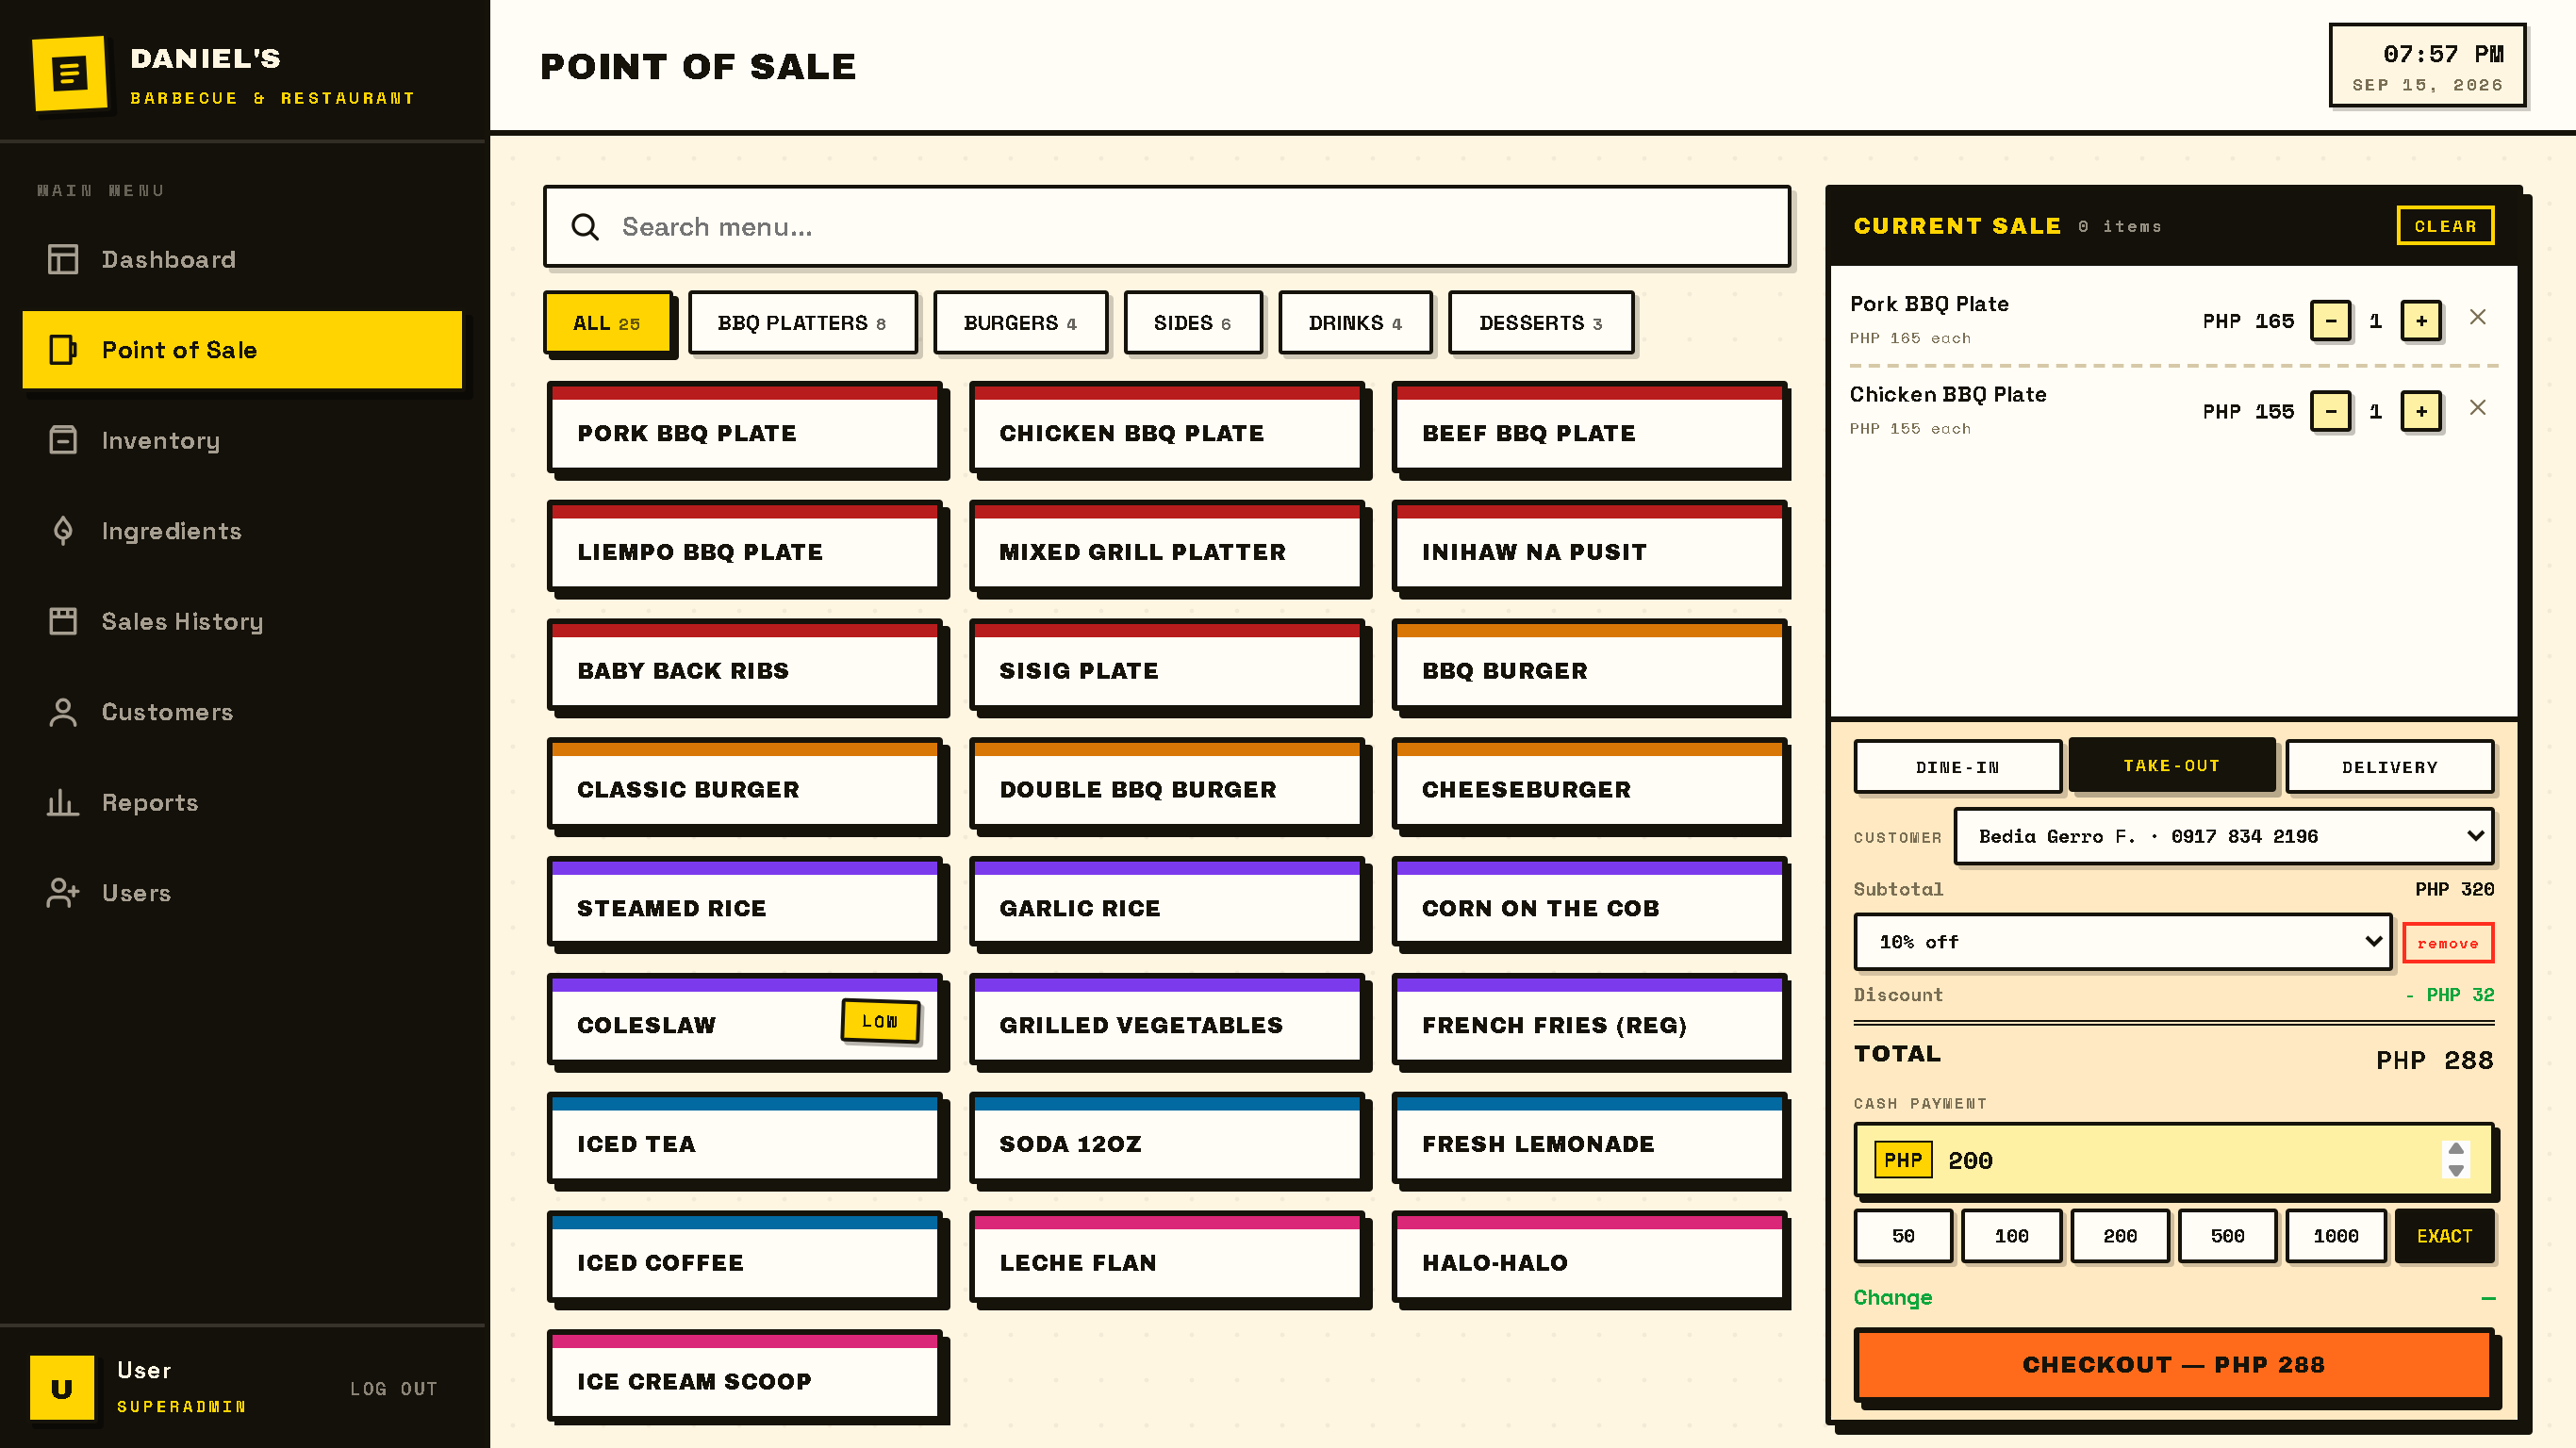 DANIEL'S
BARBECUE & RESTAURANT
MAIN MENU
Dashboard
Point of Sale
Inventory
Ingredients
Sales History
Customers
Reports
Users
U
User
SUPERADMIN
LOG OUT
POINT OF SALE
07:57 PM
SEP 15, 2026
Search menu...
ALL 25
BBQ PLATTERS 8
BURGERS 4
SIDES 6
DRINKS 4
DESSERTS 3
PORK BBQ PLATE
CHICKEN BBQ PLATE
BEEF BBQ PLATE
LIEMPO BBQ PLATE
MIXED GRILL PLATTER
INIHAW NA PUSIT
BABY BACK RIBS
SISIG PLATE
BBQ BURGER
CLASSIC BURGER
DOUBLE BBQ BURGER
CHEESEBURGER
STEAMED RICE
GARLIC RICE
CORN ON THE COB
COLESLAW
LOW
GRILLED VEGETABLES
FRENCH FRIES (REG)
ICED TEA
SODA 12OZ
FRESH LEMONADE
ICED COFFEE
LECHE FLAN
HALO-HALO
ICE CREAM SCOOP
CURRENT SALE 0 items
CLEAR
Pork BBQ Plate
PHP 165 each
PHP 165 − 1 + ×
Chicken BBQ Plate
PHP 155 each
PHP 155 − 1 + ×
DINE-IN
TAKE-OUT
DELIVERY
CUSTOMER
Bedia Gerro F. · 0917 834 2196
Subtotal PHP 320
10% off
remove
Discount - PHP 32
TOTAL PHP 288
CASH PAYMENT
PHP 200
50
100
200
500
1000
EXACT
Change —
CHECKOUT — PHP 288